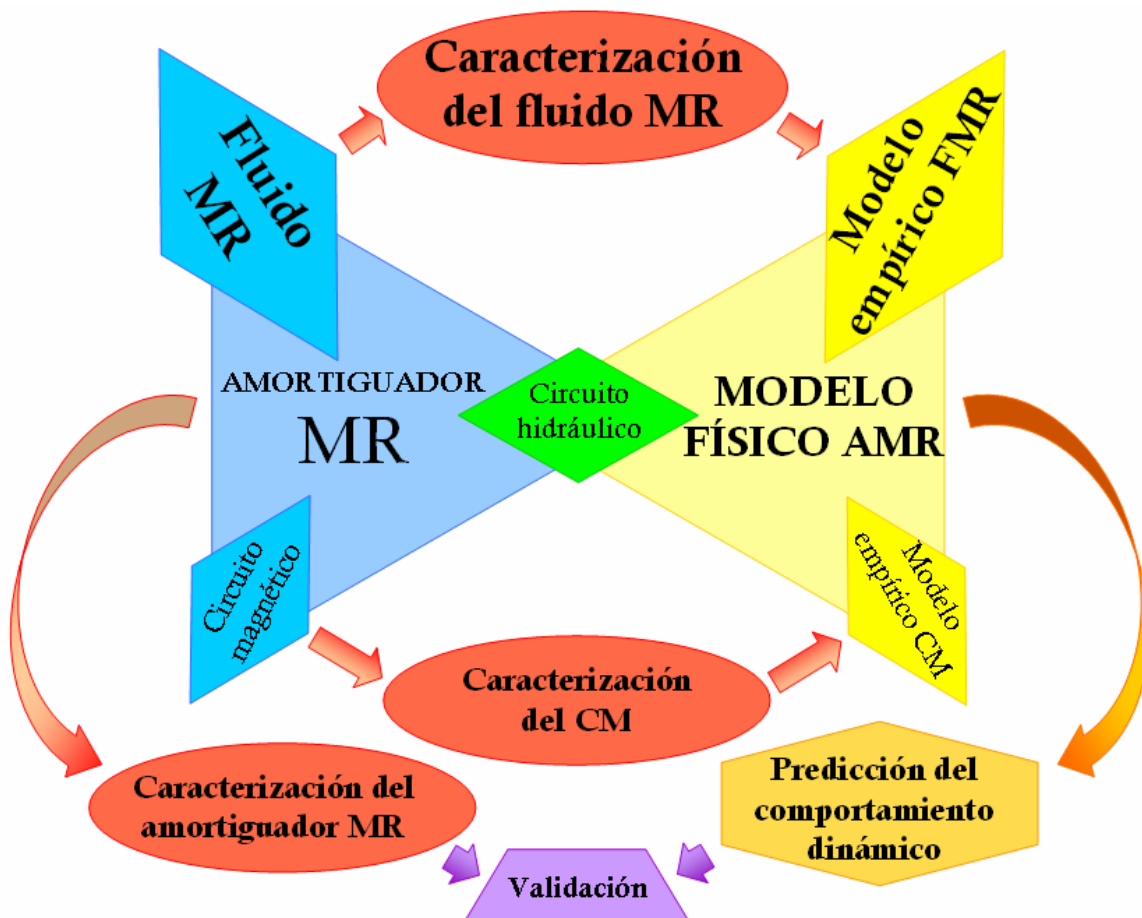 Caracterización
del fluido MR
Fluido
MR
Modelo
empírico FMR
AMORTIGUADOR
MR
Circuito
hidráulico
MODELO
FÍSICO AMR
Circuito
magnético
Modelo
empírico CM
Caracterización
del CM
Caracterización del
amortiguador MR
Predicción del
comportamiento
dinámico
Validación